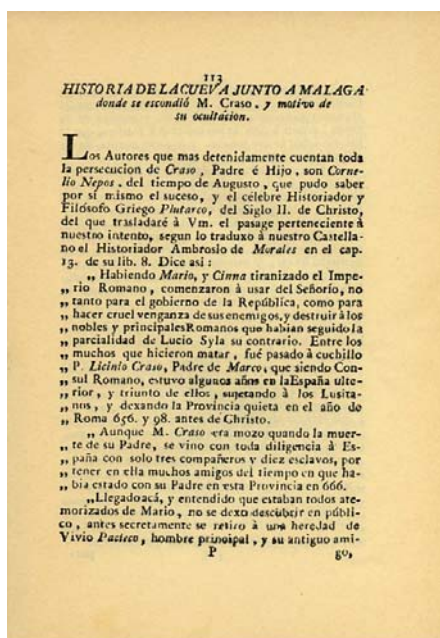 113
HISTORIA DE LA CUEVA JUNTO A MALAGA
donde se escondió M. Craso, y motivo de
su ocultacion.
Los Autores que mas detenidamente cuentan toda
la persecucion de Craso, Padre é Hijo, son Corne-
lio Nepos, del tiempo de Augusto, que pudo saber
por sí mismo el suceso, y el célebre Historiador y
Filósofo Griego Plutarco, del Siglo II. de Christo,
del que trasladaré à Vm. el pasage perteneciente à
nuestro intento, segun lo traduxo à nuestro Castella-
no el Historiador Ambrosio de Morales en el cap.
13. de su lib. 8. Dice asi:
„ Habiendo Mario, y Cinna tiranizado el Impe-
„ rio Romano, comenzaron à usar del Señorío, no
„ tanto para el gobierno de la República, como para
„ hacer cruel venganza de sus enemigos, y destruir à los
„ nobles y principales Romanos que habian seguido la
„ parcialidad de Lucio Syla su contrario. Entre los
„ muchos que hicieron matar, fué pasado à cuchillo
„ P. Licinio Craso, Padre de Marco, que siendo Con-
„ sul Romano, estuvo algunos años en la España ulte-
„ rior, y triunto de ellos, sujetando à los Lusita-
„ nos, y dexando la Provincia quieta en el año de
„ Roma 656. y 98. antes de Christo.
„ Aunque M. Craso era mozo quando la muer-
„ te de su Padre, se vino con toda diligencia à Es-
„ paña con solo tres compañeros y diez esclavos, por
„ tener en ella muchos amigos del tiempo en que ha-
„ bia estado con su Padre en esta Provincia en 666.
„ Llegado acá, y entendido que estaban todos ate-
„ morizados de Mario, no se dexo descubrir en públi-
„ co, antes secretamente se retiro à una heredad de
„ Vivio Pacieco, hombre principal, y su antiguo ami-
P
go,